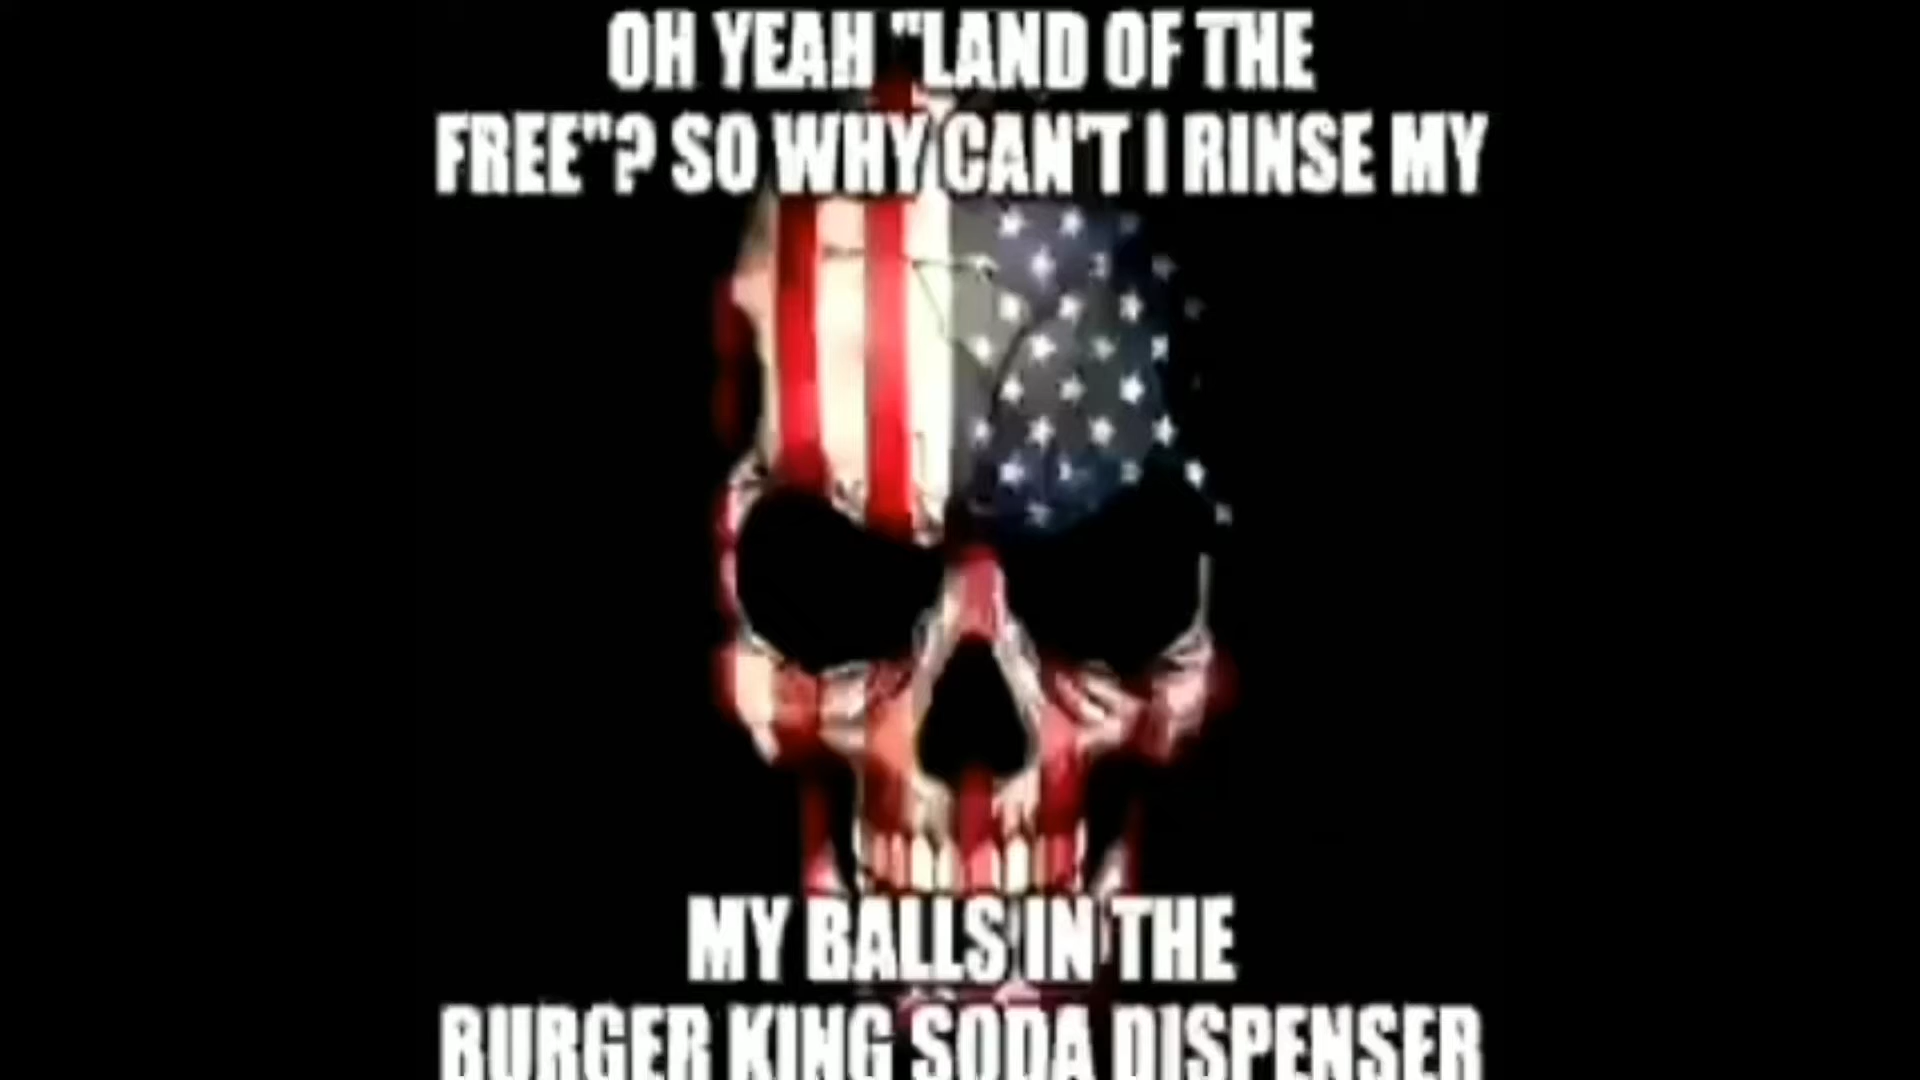 OH YEAH "LAND OF THE
FREE"? SO WHY CAN'T I RINSE MY
MY BALLS IN THE
BURGER KING SODA DISPENSER